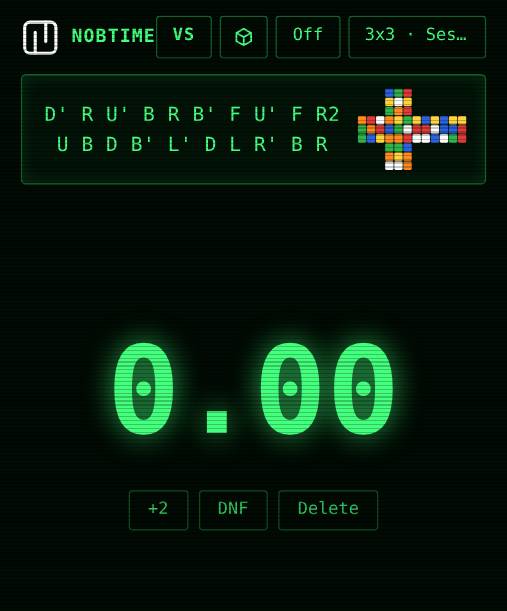 NOBTIME VS Off 3x3 · Ses…
D' R U' B R B' F U' F R2
U B D B' L' D L R' B R
0.00
+2 DNF Delete